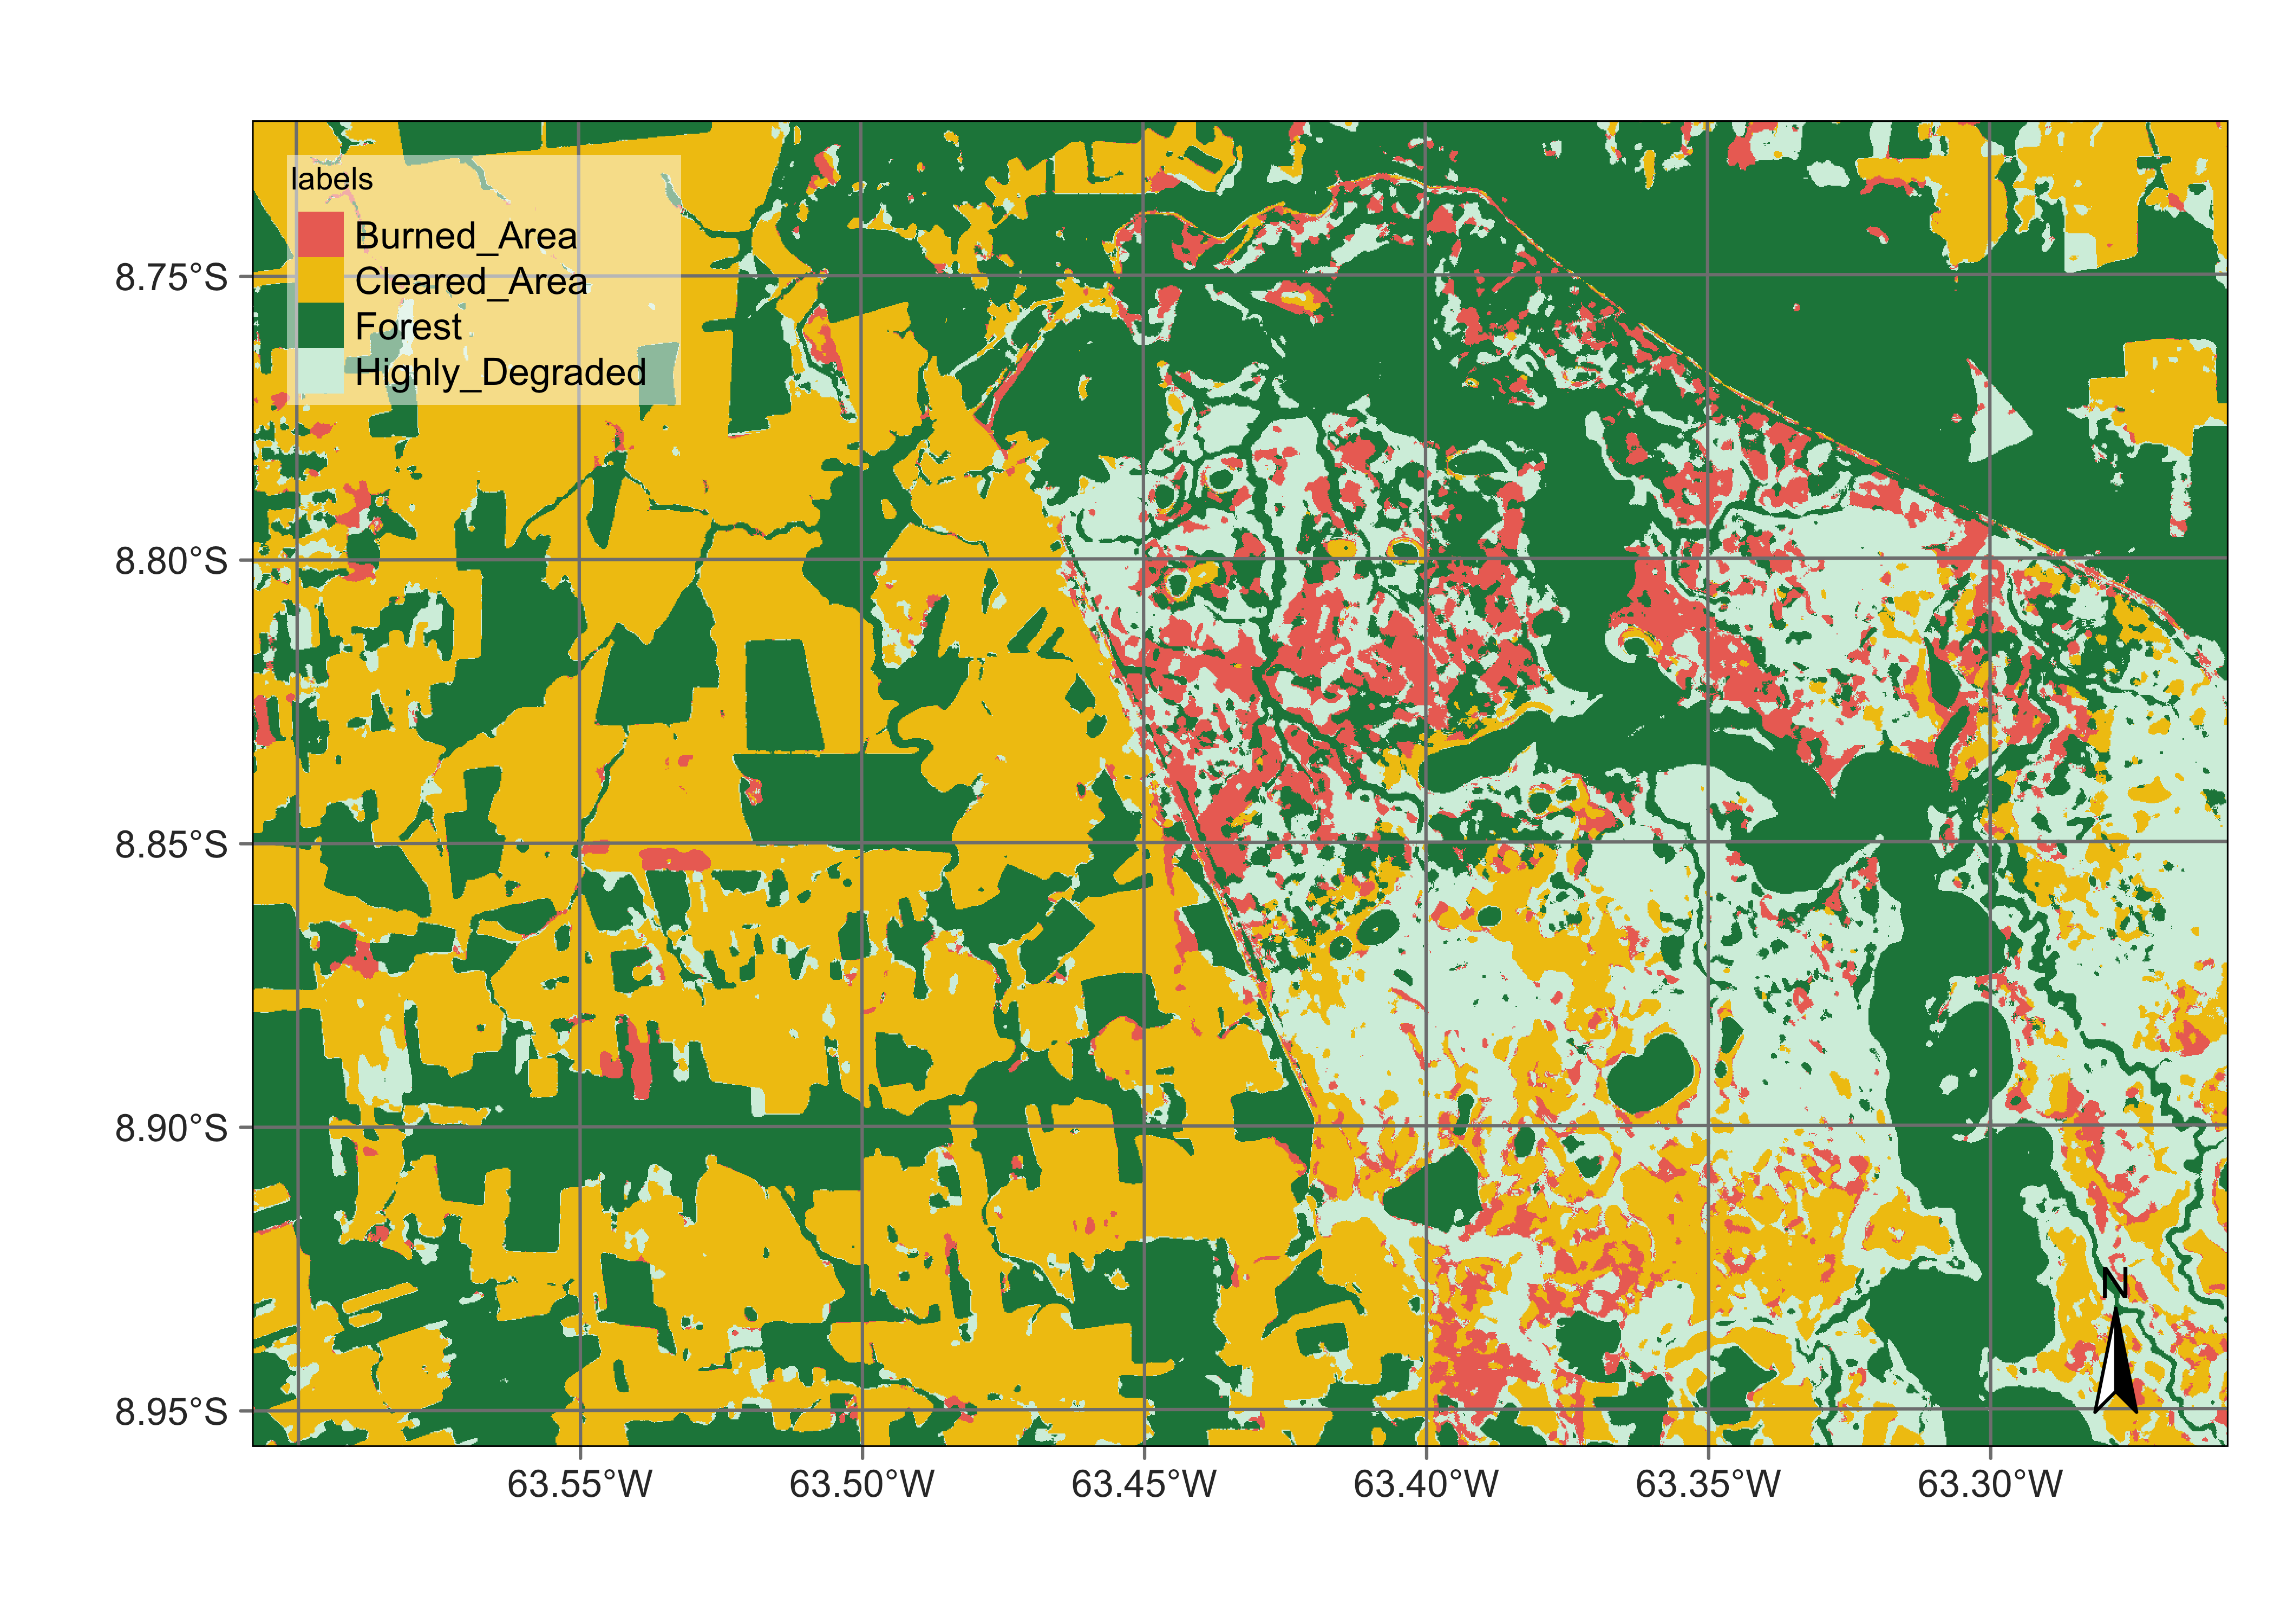 labels
Burned_Area
Cleared_Area
Forest
Highly_Degraded
8.75°S
8.80°S
8.85°S
8.90°S
8.95°S
N
63.55°W
63.50°W
63.45°W
63.40°W
63.35°W
63.30°W